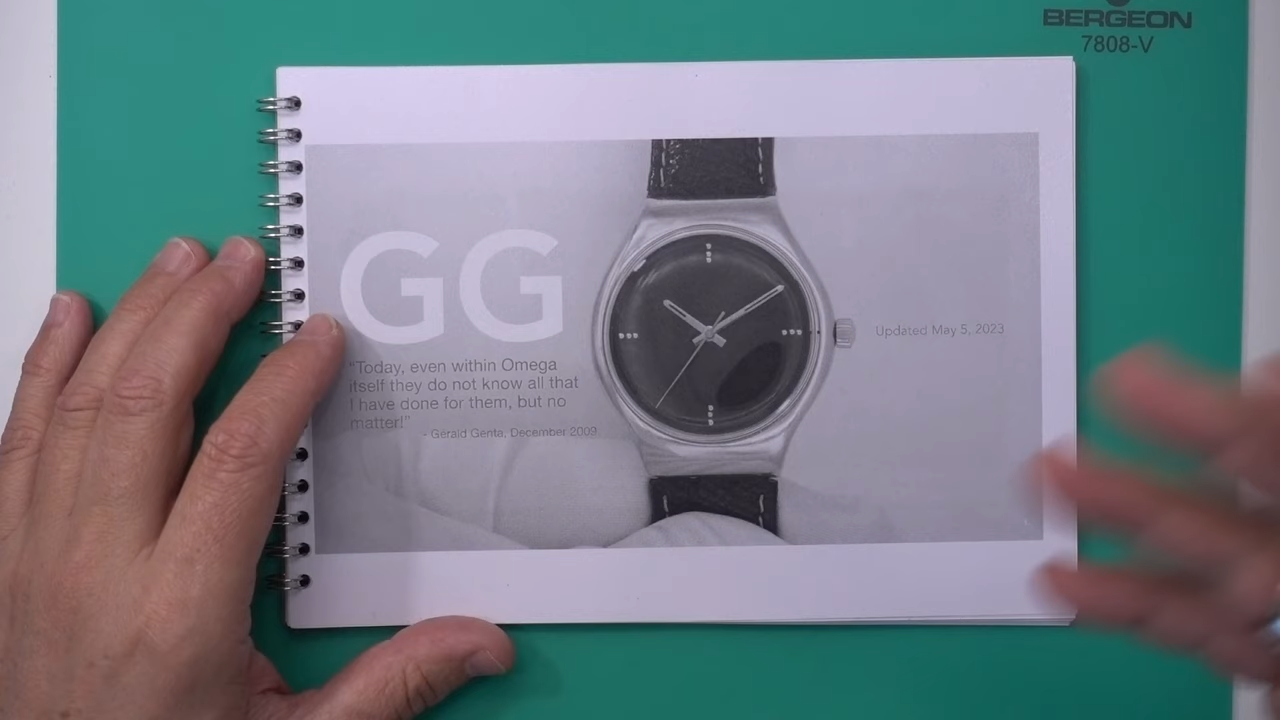 BERGEON
7808-V
GG
"Today, even within Omega
itself they do not know all that
I have done for them, but no
matter!"
- Gerald Genta, December 2009
Updated May 5, 2023